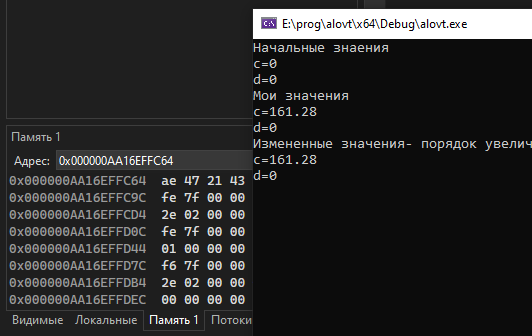 E:\prog\alovt\x64\Debug\alovt.exe
Начальные знаения
c=0
d=0
Мои значения
c=161.28
d=0
Измененные значения- порядок увелич
c=161.28
d=0
Память 1
Адрес: 0x000000AA16EFFC64
0x000000AA16EFFC64 ae 47 21 43
0x000000AA16EFFC9C fe 7f 00 00
0x000000AA16EFFCD4 2e 02 00 00
0x000000AA16EFFD0C fe 7f 00 00
0x000000AA16EFFD44 01 00 00 00
0x000000AA16EFFD7C f6 7f 00 00
0x000000AA16EFFDB4 2e 02 00 00
0x000000AA16EFFDEC 00 00 00 00
Видимые Локальные Память 1 Потоки